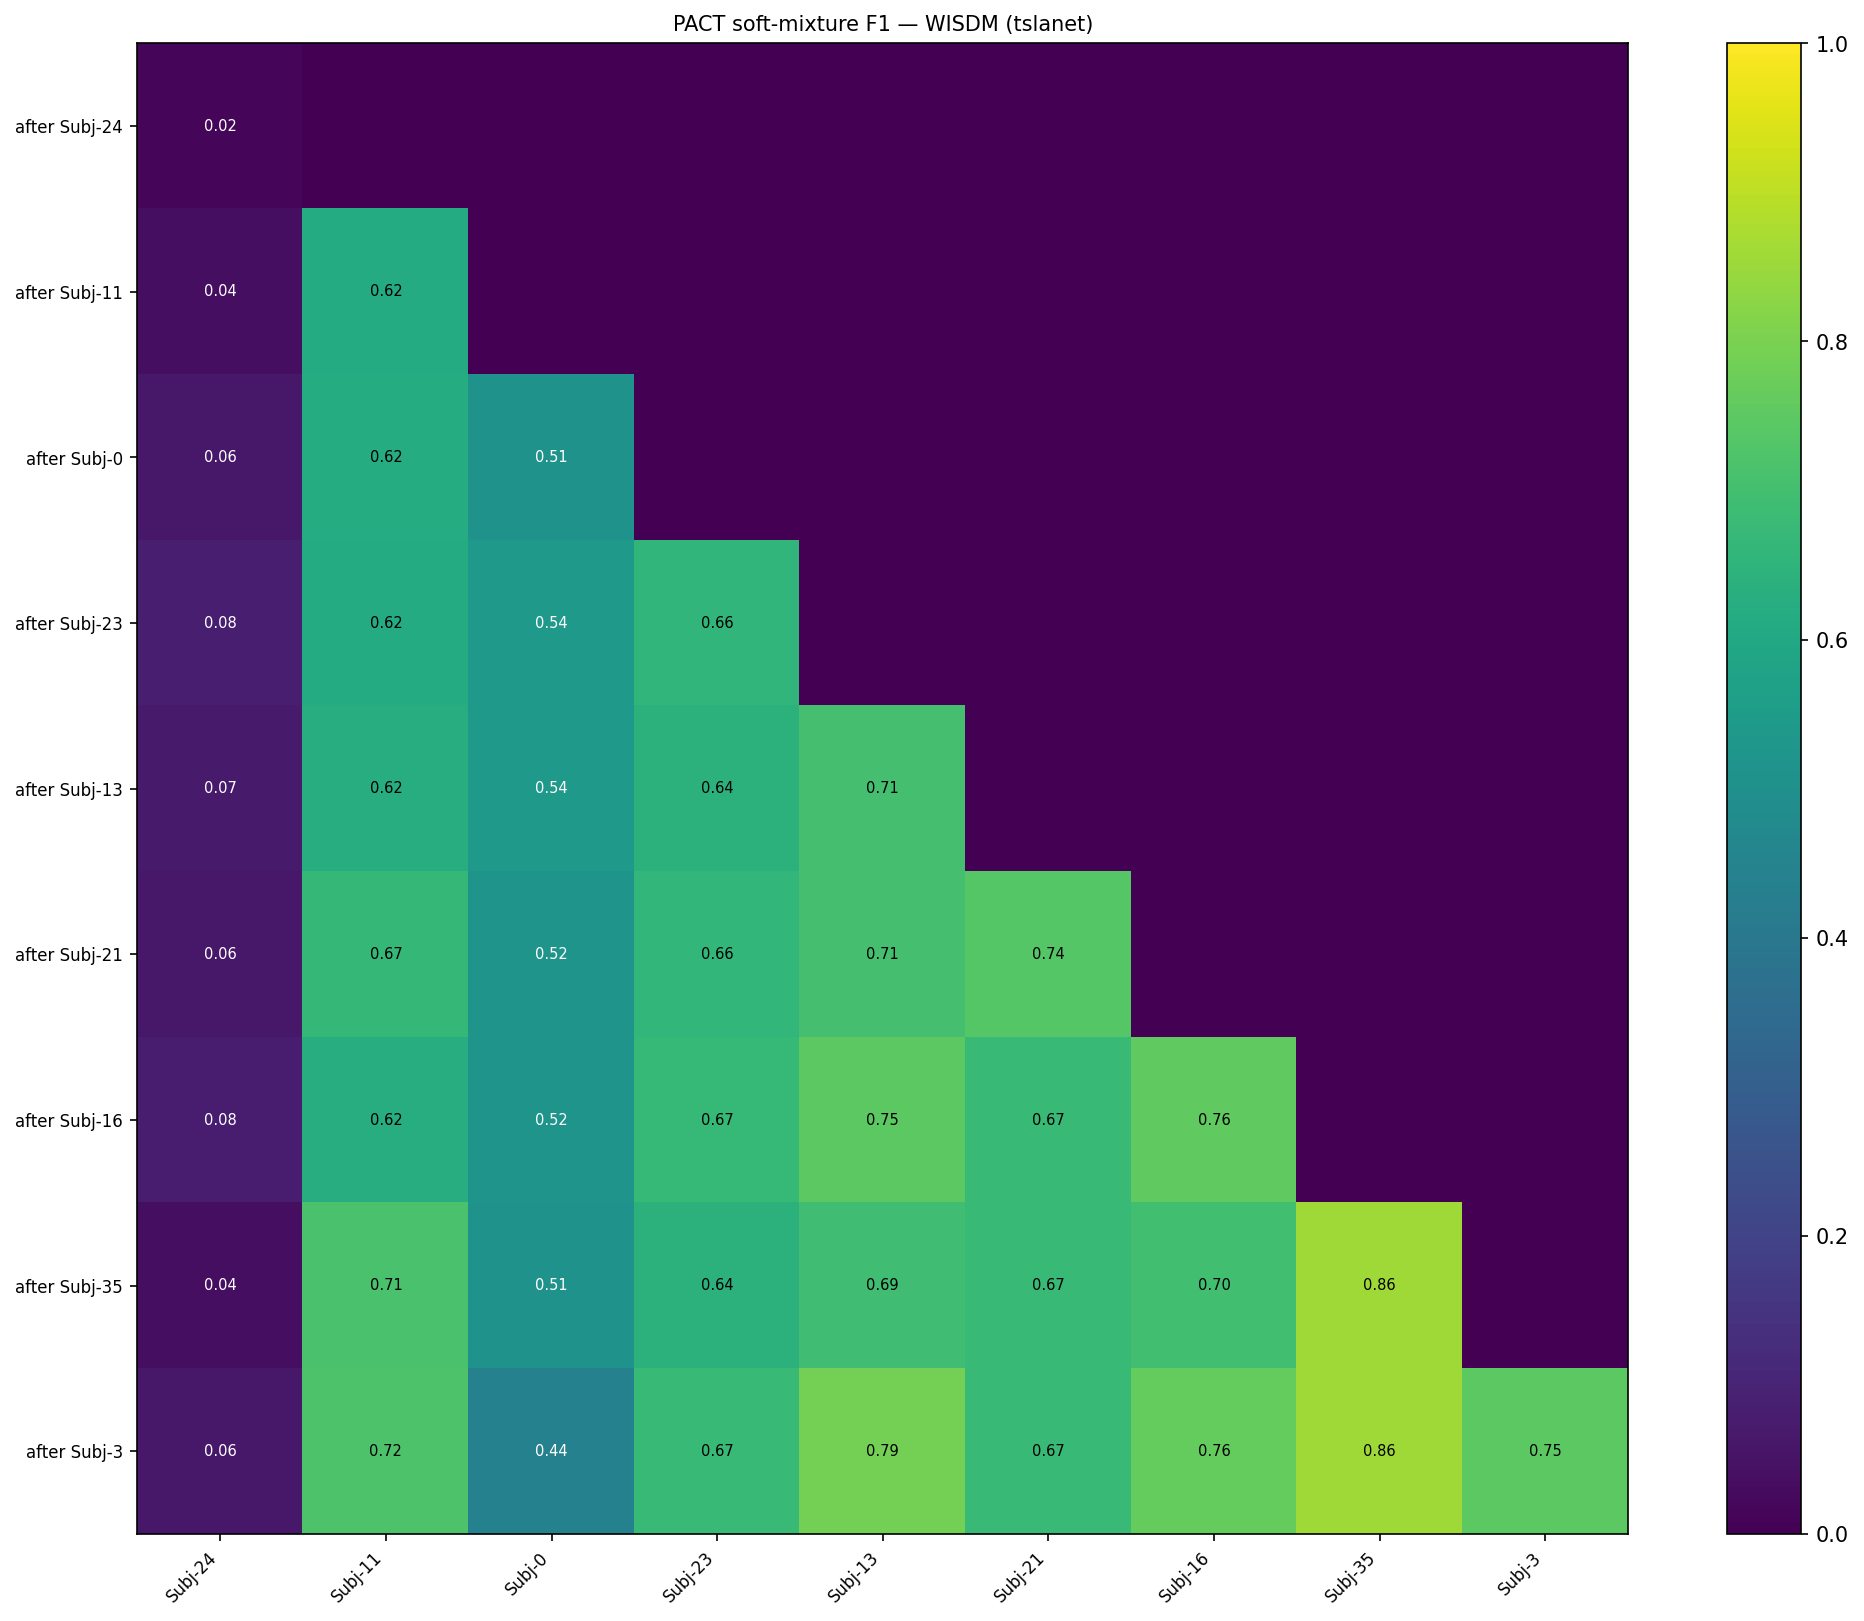 PACT soft-mixture F1 — WISDM (tslanet)
1.0
after Subj-24 0.02
after Subj-11 0.04 0.62
0.8
after Subj-0 0.06 0.62 0.51
after Subj-23 0.08 0.62 0.54 0.66
0.6
after Subj-13 0.07 0.62 0.54 0.64 0.71
after Subj-21 0.06 0.67 0.52 0.66 0.71 0.74
0.4
after Subj-16 0.08 0.62 0.52 0.67 0.75 0.67 0.76
0.2
after Subj-35 0.04 0.71 0.51 0.64 0.69 0.67 0.70 0.86
after Subj-3 0.06 0.72 0.44 0.67 0.79 0.67 0.76 0.86 0.75
0.0
Subj-24 Subj-11 Subj-0 Subj-23 Subj-13 Subj-21 Subj-16 Subj-35 Subj-3